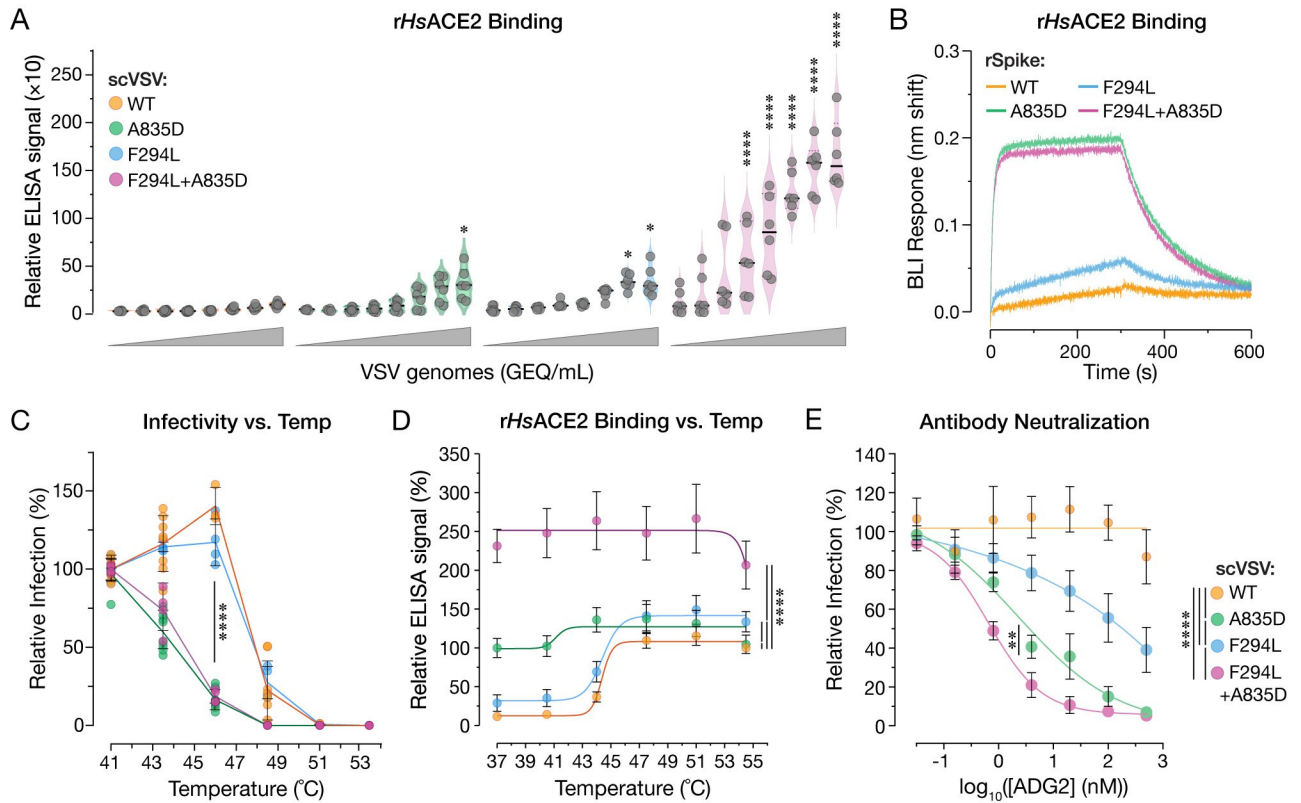 A
rHsACE2 Binding
Relative ELISA signal (×10)
250
200
150
100
50
0
scVSV:
WT
A835D
F294L
F294L+A835D
*
*
*
****
****
****
****
****
VSV genomes (GEQ/mL)
B
rHsACE2 Binding
BLI Respone (nm shift)
0.3
0.2
0.1
0.0
rSpike:
WT
F294L
A835D
F294L+A835D
0
200
400
600
Time (s)
C
Infectivity vs. Temp
Relative Infection (%)
150
100
50
0
****
41
43
45
47
49
51
53
Temperature (°C)
D
rHsACE2 Binding vs. Temp
Relative ELISA signal (%)
350
300
250
200
150
100
50
0
****
37
39
41
43
45
47
49
51
53
55
Temperature (°C)
E
Antibody Neutralization
Relative Infection (%)
140
120
100
80
60
40
20
0
**
-1
0
1
2
3
log10([ADG2] (nM))
scVSV:
****
WT
A835D
F294L
F294L
+A835D